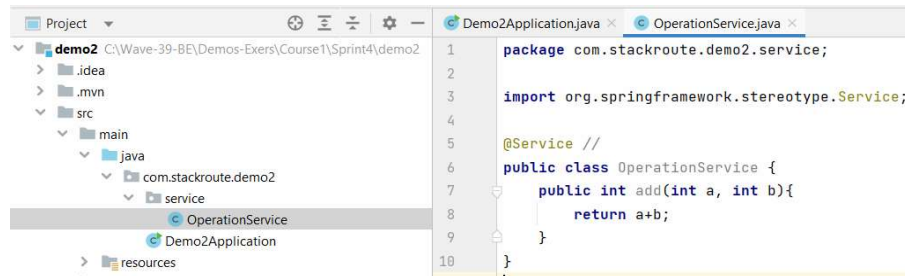 Project
demo2 C:\Wave-39-BE\Demos-Exers\Course1\Sprint4\demo2
.idea
.mvn
src
main
java
com.stackroute.demo2
service
OperationService
Demo2Application
resources
Demo2Application.java
OperationService.java
1 package com.stackroute.demo2.service;
2
3 import org.springframework.stereotype.Service;
4
5 @Service //
6 public class OperationService {
7 public int add(int a, int b){
8 return a+b;
9 }
10 }